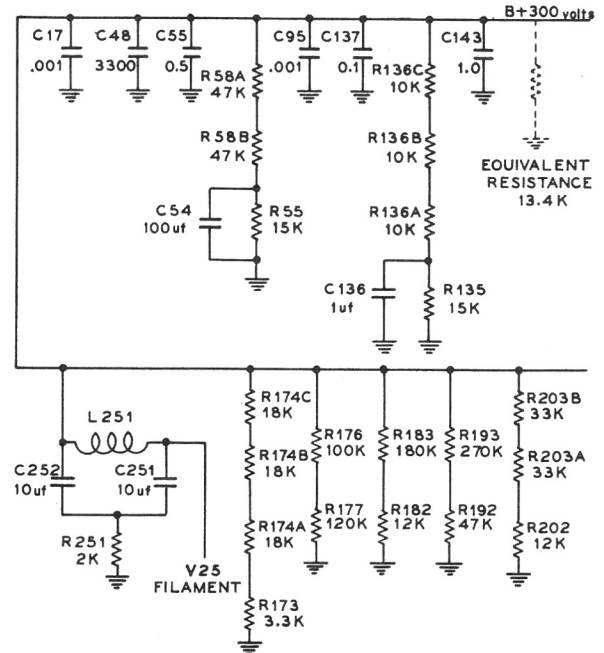 B+300 volts
C17
.001
C48
3300
C55
0.5
R58A
47K
C95
.001
C137
0.1
R136C
10K
C143
1.0
R58B
47K
R136B
10K
EQUIVALENT
RESISTANCE
13.4K
C54
100uf
R55
15K
R136A
10K
C136
1uf
R135
15K
L251
C252
10uf
C251
10uf
R251
2K
V25
FILAMENT
R174C
18K
R174B
18K
R174A
18K
R173
3.3K
R176
100K
R177
120K
R183
180K
R182
12K
R193
270K
R192
47K
R203B
33K
R203A
33K
R202
12K